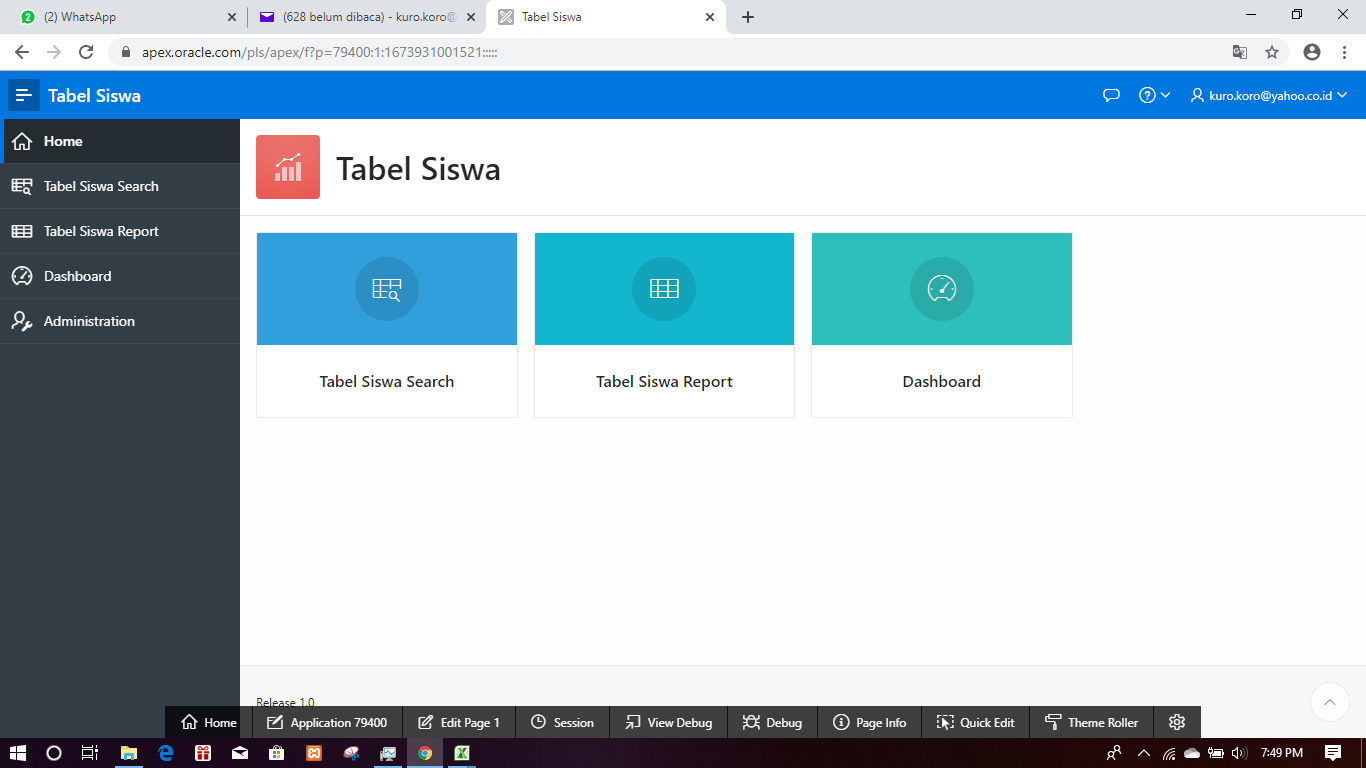 (2) WhatsApp
(628 belum dibaca) - kuro.koro@
Tabel Siswa
apex.oracle.com/pls/apex/f?p=79400:1:1673931001521:::::
Tabel Siswa
kuro.koro@yahoo.co.id
Home
Tabel Siswa Search
Tabel Siswa Report
Dashboard
Administration
Tabel Siswa
Tabel Siswa Search
Tabel Siswa Report
Dashboard
Release 1.0
Home
Application 79400
Edit Page 1
Session
View Debug
Debug
Page Info
Quick Edit
Theme Roller
7:49 PM